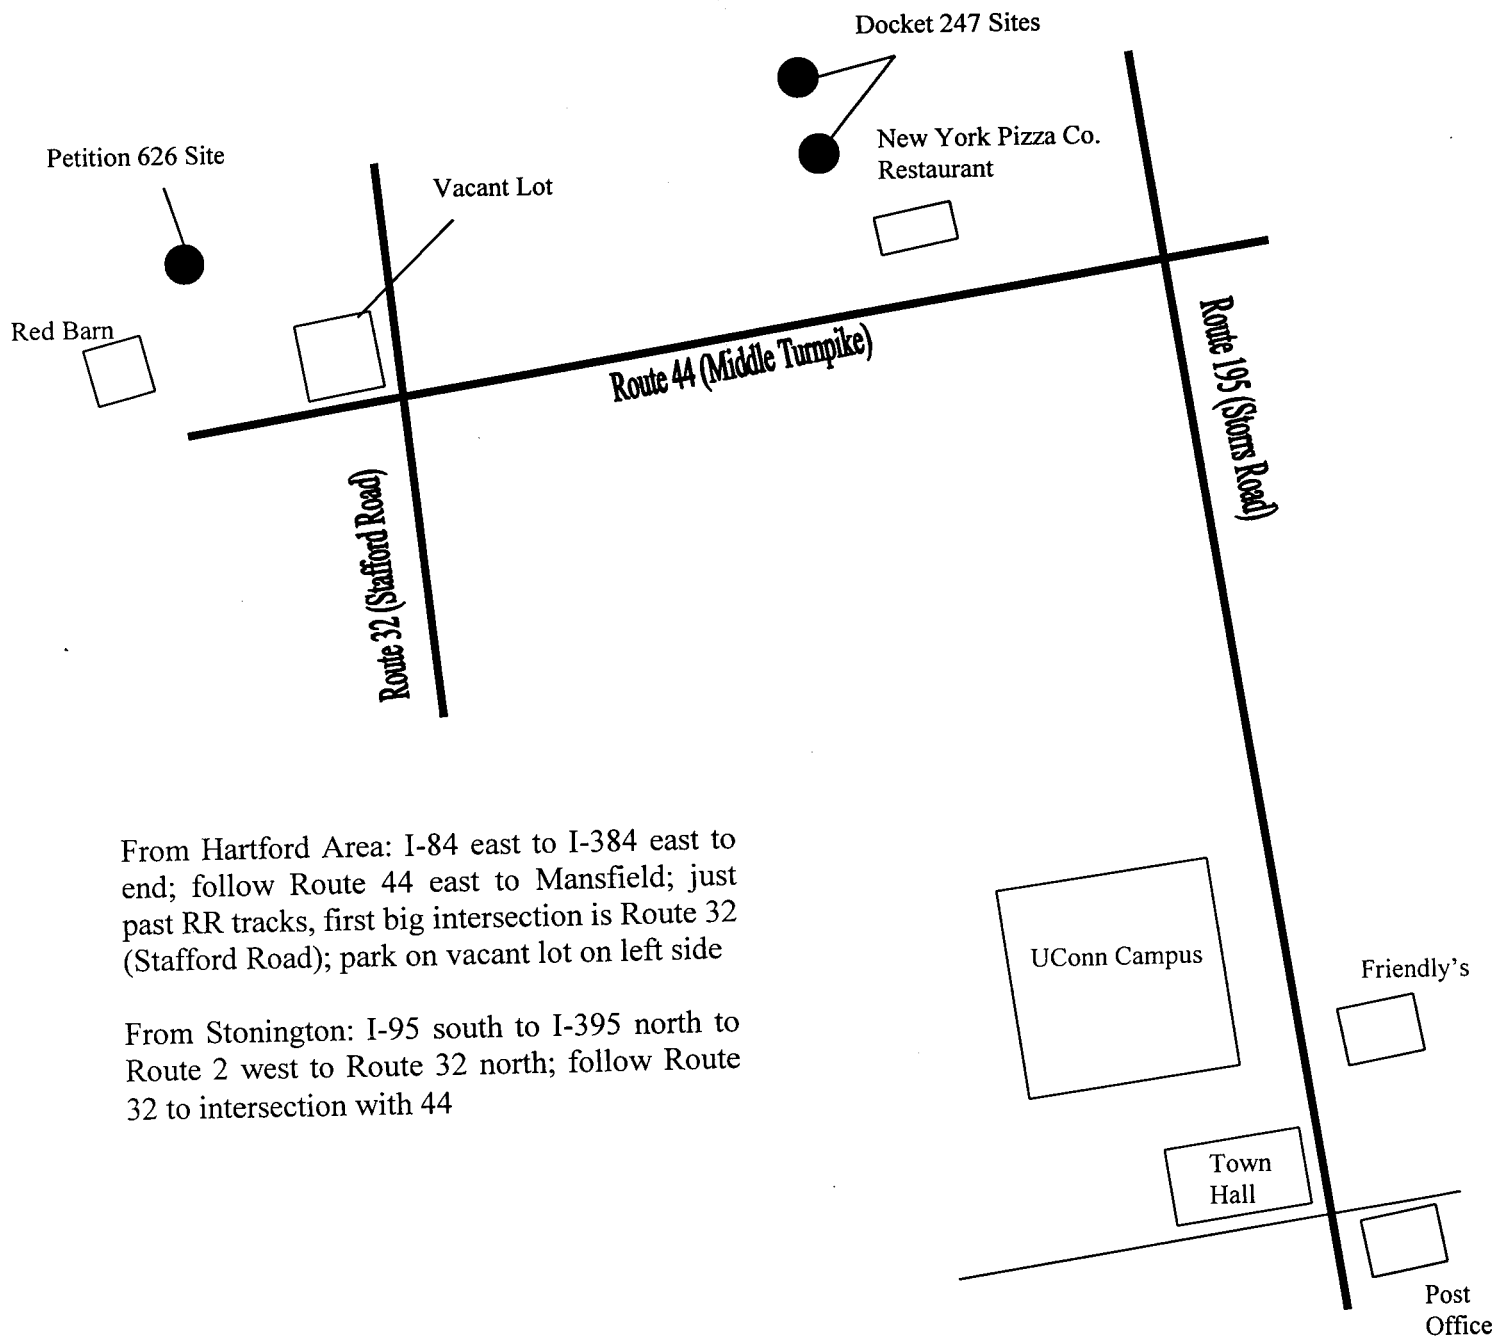 Docket 247 Sites
New York Pizza Co.
Restaurant
Petition 626 Site
Vacant Lot
Red Barn
Route 44 (Middle Turnpike)
Route 195 (Storrs Road)
Route 32 (Stafford Road)
From Hartford Area: I-84 east to I-384 east to
end; follow Route 44 east to Mansfield; just
past RR tracks, first big intersection is Route 32
(Stafford Road); park on vacant lot on left side
From Stonington: I-95 south to I-395 north to
Route 2 west to Route 32 north; follow Route
32 to intersection with 44
UConn Campus
Friendly's
Town
Hall
Post
Office